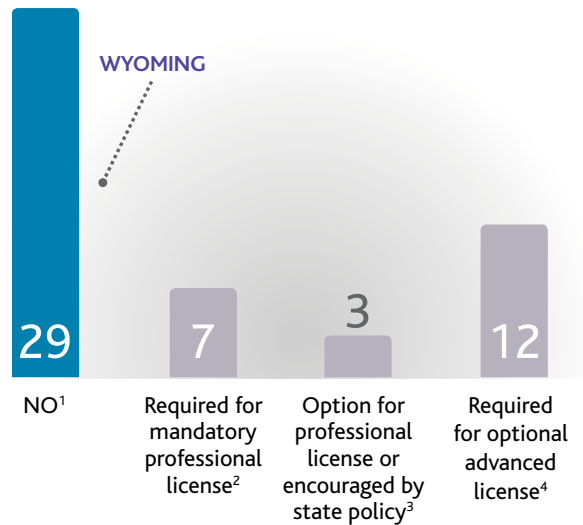 WYOMING
29
7
3
12
NO¹
Required for
mandatory
professional
license²
Option for
professional
license or
encouraged by
state policy³
Required
for optional
advanced
license⁴